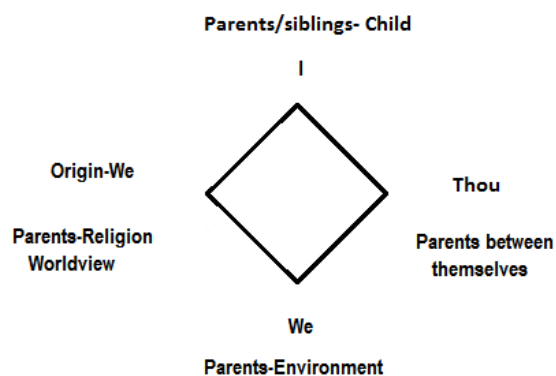 Parents/siblings- Child
I
Origin-We
Thou
Parents-Religion
Worldview
Parents between
themselves
We
Parents-Environment